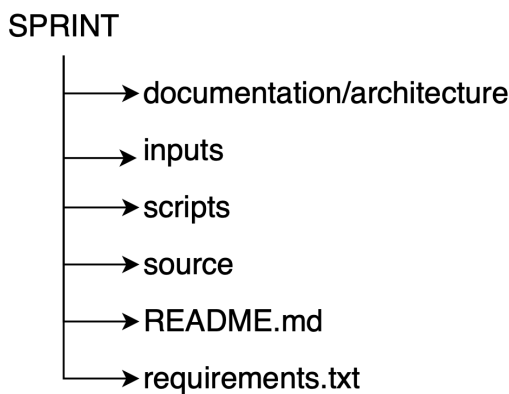 SPRINT
documentation/architecture
inputs
scripts
source
README.md
requirements.txt